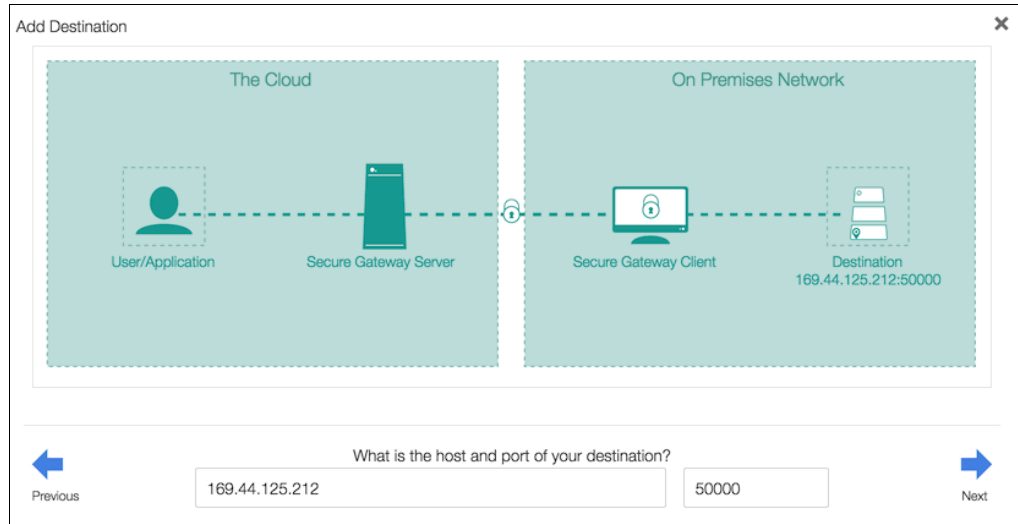 Add Destination
The Cloud
On Premises Network
User/Application
Secure Gateway Server
Secure Gateway Client
Destination
169.44.125.212:50000
What is the host and port of your destination?
Previous
169.44.125.212
50000
Next